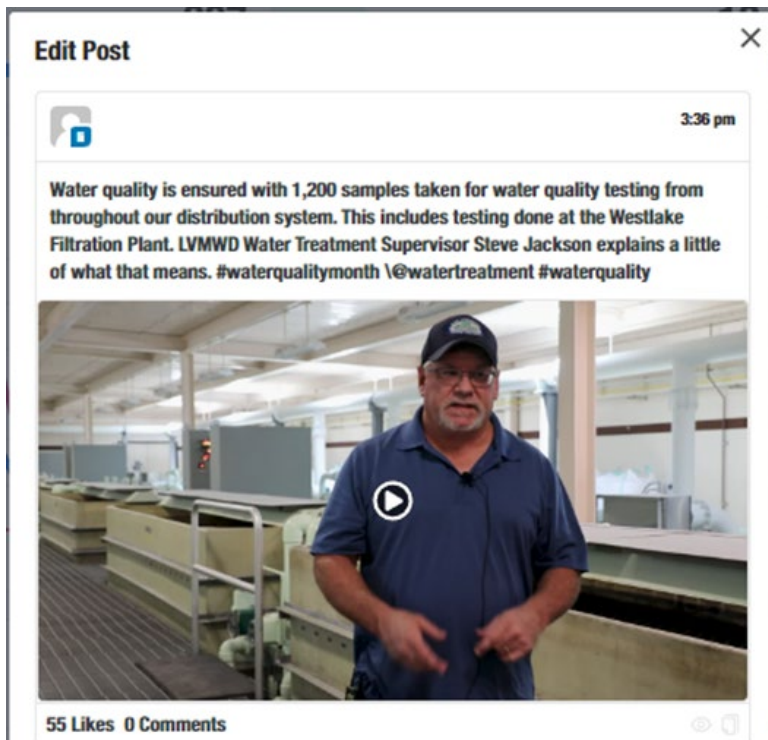 Edit Post
3:36 pm
Water quality is ensured with 1,200 samples taken for water quality testing from
throughout our distribution system. This includes testing done at the Westlake
Filtration Plant. LVMWD Water Treatment Supervisor Steve Jackson explains a little
of what that means. #waterqualitymonth \@watertreatment #waterquality
55 Likes 0 Comments